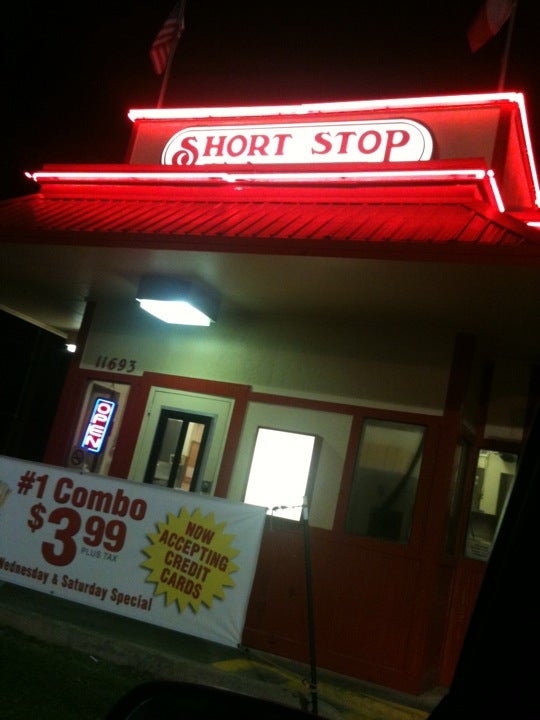 SHORT STOP
11693
OPEN
#1 Combo
$3.99
PLUS TAX
Wednesday & Saturday Special
NOW
ACCEPTING
CREDIT
CARDS